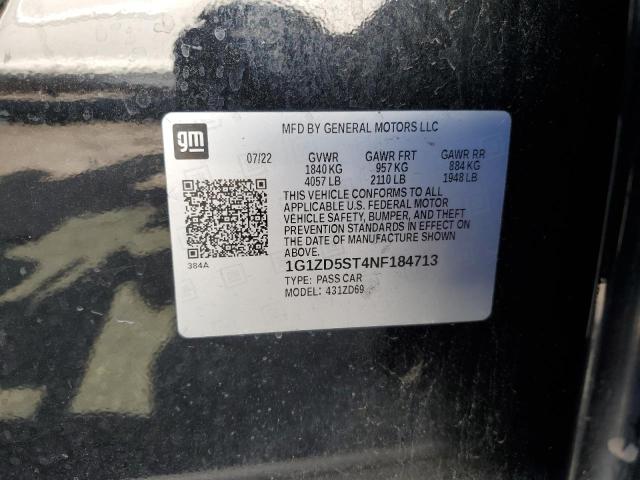 MFD BY GENERAL MOTORS LLC
gm
07/22 GVWR GAWR FRT GAWR RR
1840 KG 957 KG 884 KG
4057 LB 2110 LB 1948 LB
THIS VEHICLE CONFORMS TO ALL
APPLICABLE U.S. FEDERAL MOTOR
VEHICLE SAFETY, BUMPER, AND THEFT
PREVENTION STANDARDS IN EFFECT ON
THE DATE OF MANUFACTURE SHOWN
ABOVE.
384A
1G1ZD5ST4NF184713
TYPE: PASS CAR
MODEL: 431ZD69